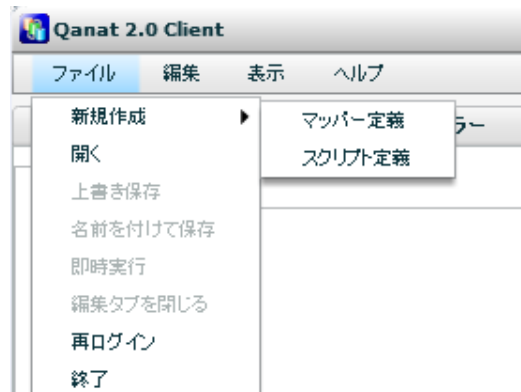 Qanat 2.0 Client
ファイル 編集 表示 ヘルプ
新規作成
マッパー定義
ラー
開く
スクリプト定義
上書き保存
名前を付けて保存
即時実行
編集タブを閉じる
再ログイン
終了